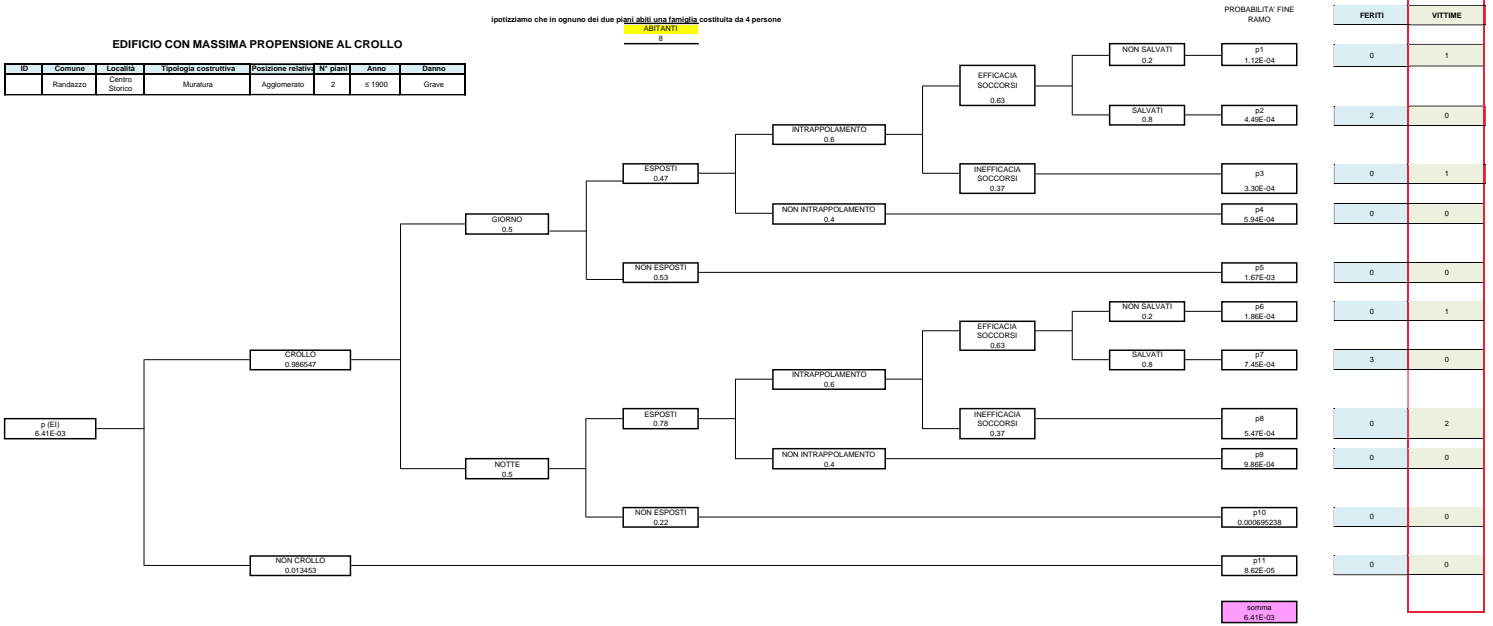 ipotizziamo che in ognuno dei due piani abiti una famiglia costituita da 4 persone
ABITANTI
8
PROBABILITA' FINE
RAMO
FERITI VITTIME
EDIFICIO CON MASSIMA PROPENSIONE AL CROLLO
ID Comune Località Tipologia costruttiva Posizione relativa N° piani Anno Danno
Randazzo Centro Storico Muratura Agglomerato 2 ≤ 1900 Grave
NON SALVATI
0.2
p1
1.12E-04
0 1
EFFICACIA
SOCCORSI
0.63
SALVATI
0.8
p2
4.49E-04
2 0
INTRAPPOLAMENTO
0.6
ESPOSTI
0.47
INEFFICACIA
SOCCORSI
0.37
p3
3.30E-04
0 1
NON INTRAPPOLAMENTO
0.4
p4
5.94E-04
0 0
GIORNO
0.5
NON ESPOSTI
0.53
p5
1.67E-03
0 0
NON SALVATI
0.2
p6
1.86E-04
0 1
EFFICACIA
SOCCORSI
0.63
CROLLO
0.986547
SALVATI
0.8
p7
7.45E-04
3 0
INTRAPPOLAMENTO
0.6
p (EI)
6.41E-03
ESPOSTI
0.78
INEFFICACIA
SOCCORSI
0.37
p8
5.47E-04
0 2
NON INTRAPPOLAMENTO
0.4
p9
9.86E-04
0 0
NOTTE
0.5
NON ESPOSTI
0.22
p10
0.000695238
0 0
NON CROLLO
0.013453
p11
8.62E-05
0 0
somma
6.41E-03